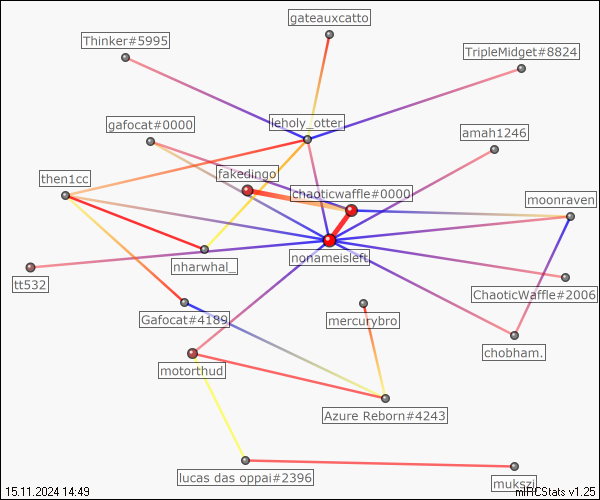 gateauxcatto
Thinker#5995
TripleMidget#8824
gafocat#0000
leholy_otter
amah1246
fakedingo
then1cc
chaoticwaffle#0000
moonraven
nonameisleft
nharwhal_
tt532
ChaoticWaffle#2006
Gafocat#4189
mercurybro
chobham.
motorthud
Azure Reborn#4243
lucas das oppai#2396
mukszi
15.11.2024 14:49
mIRCStats v1.25